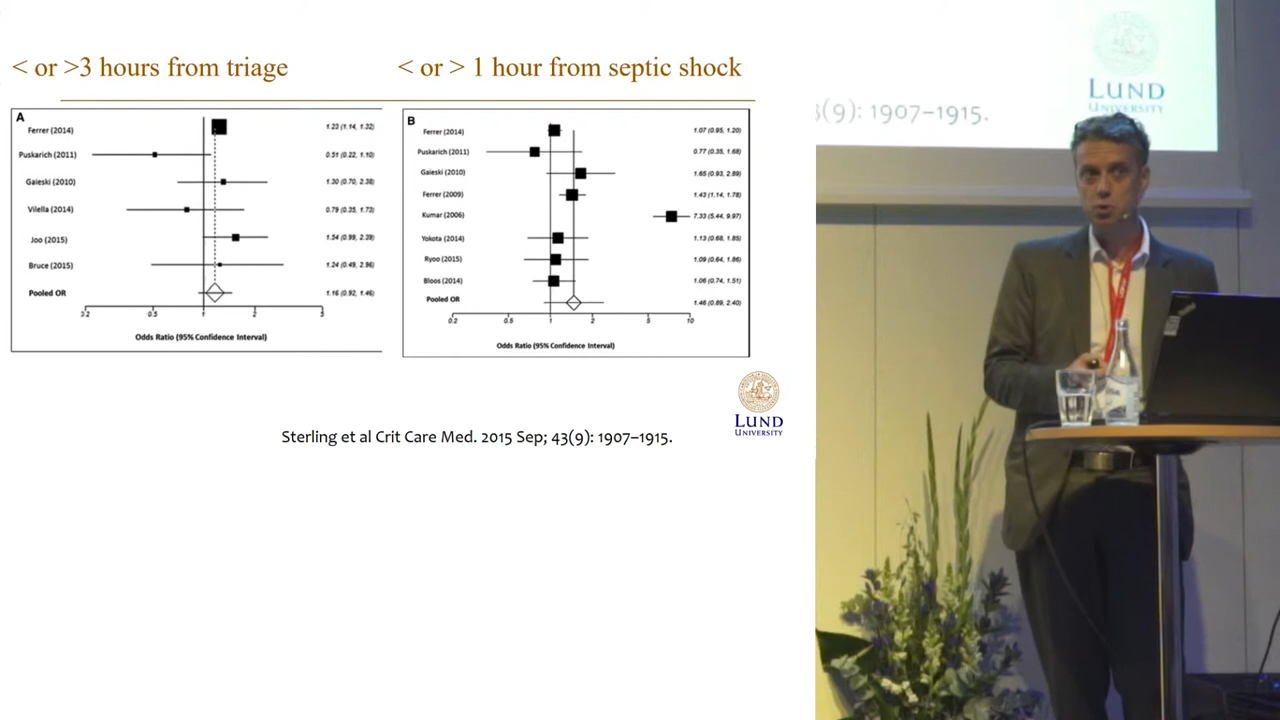 < or >3 hours from triage
< or > 1 hour from septic shock
A
Ferrer (2014) 1.23 (1.14, 1.32)
Puskarich (2011) 0.51 (0.22, 1.10)
Gaieski (2010) 1.30 (0.70, 2.38)
Vilella (2014) 0.79 (0.35, 1.73)
Joo (2015) 1.54 (0.99, 2.39)
Bruce (2015) 1.24 (0.49, 2.96)
Pooled OR 1.16 (0.92, 1.46)
0.2 0.5 1 2 3
Odds Ratio (95% Confidence Interval)
B
Ferrer (2014) 1.07 (0.95, 1.20)
Puskarich (2011) 0.77 (0.35, 1.68)
Gaieski (2010) 1.65 (0.93, 2.89)
Ferrer (2009) 1.43 (1.14, 1.78)
Kumar (2006) 7.33 (5.44, 9.97)
Yokota (2014) 1.13 (0.68, 1.85)
Ryoo (2015) 1.09 (0.64, 1.86)
Bloos (2014) 1.06 (0.74, 1.51)
Pooled OR 1.46 (0.89, 2.40)
0.2 0.5 1 2 5 10
Odds Ratio (95% Confidence Interval)
LUND
UNIVERSITY
Sterling et al Crit Care Med. 2015 Sep; 43(9): 1907–1915.
LUND
UNIVERSITY
(9): 1907–1915.